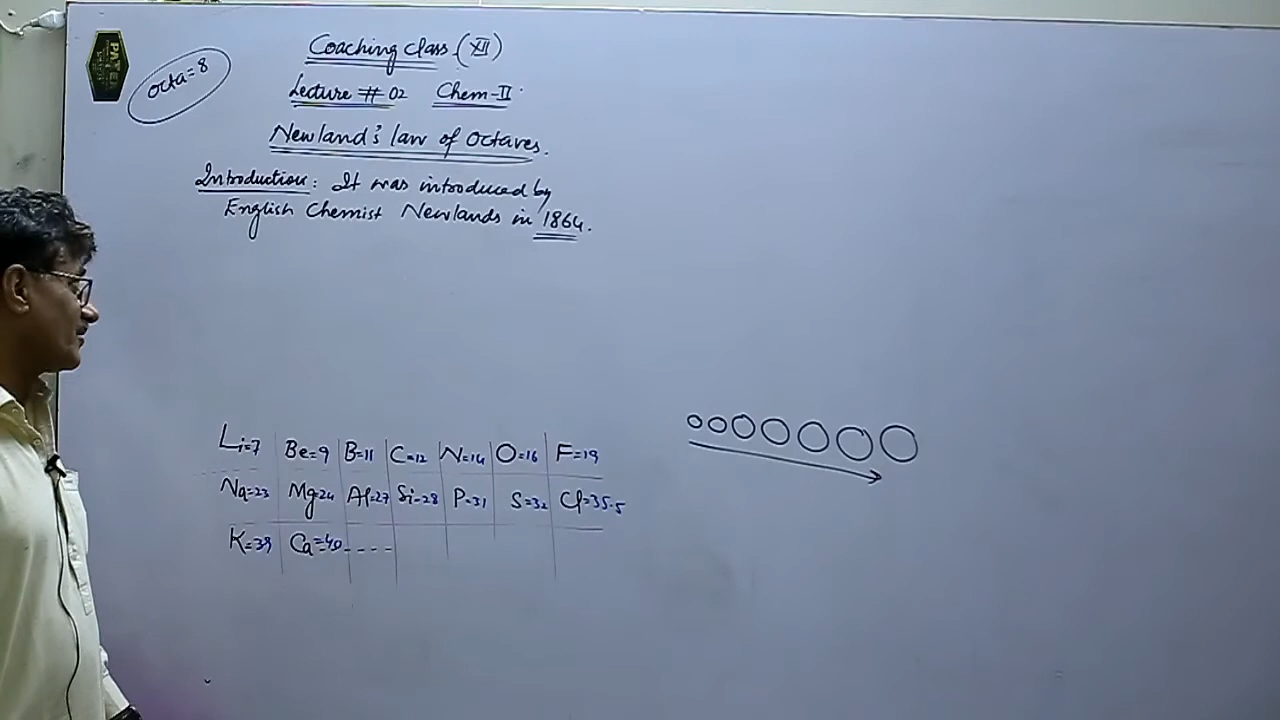 Octa=8
Coaching class (XII)
Lecture # 02 Chem-II
Newland's law of Octaves.
Introduction: It was introduced by
English Chemist Newlands in 1864.
Li=7 Be=9 B=11 C=12 N=14 O=16 F=19
Na=23 Mg=24 Al=27 Si=28 P=31 S=32 Cl=35.5
K=39 Ca=40 ----